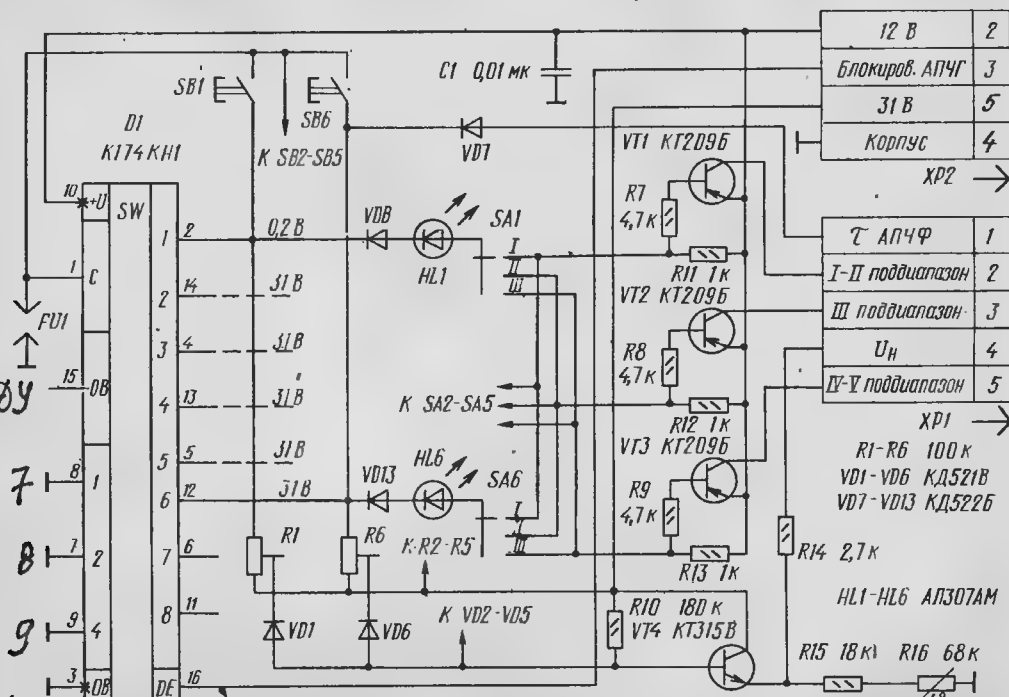 12 В 2
Блокиров. АПЧГ 3
31 В 5
Корпус 4
XP2
τ АПЧФ 1
I-II поддиапазон 2
III поддиапазон 3
Uн 4
IV-V поддиапазон 5
XP1
R1-R6 100 к
VD1-VD6 КД521В
VD7-VD13 КД522Б
HL1-HL6 АЛ307АМ
C1 0,01 мк
SB1
SB6
К SB2-SB5
VD7
D1
К174КН1
SW
10 +U
1 C
FU1
15 0В
ДУ
7 8 1
8 7 2
9 9 4
3 0В
1 2
2 14
3 4
4 13
5 5
6 12
7 6
8 11
DE 16
0,2 В
31 В
31 В
31 В
31 В
31 В
VD8
HL1
SA1
I
II
III
VD13
HL6
SA6
I
III
К SA2-SA5
К R2-R5
К VD2-VD5
R1
R6
VD1
VD6
VT1 КТ209Б
R7
4,7 к
R11 1 к
VT2 КТ209Б
R8
4,7 к
R12 1 к
VT3 КТ209Б
R9
4,7 к
R13 1 к
R10 180 к
VT4 КТ315В
R14 2,7 к
R15 18 к
R16 68 к